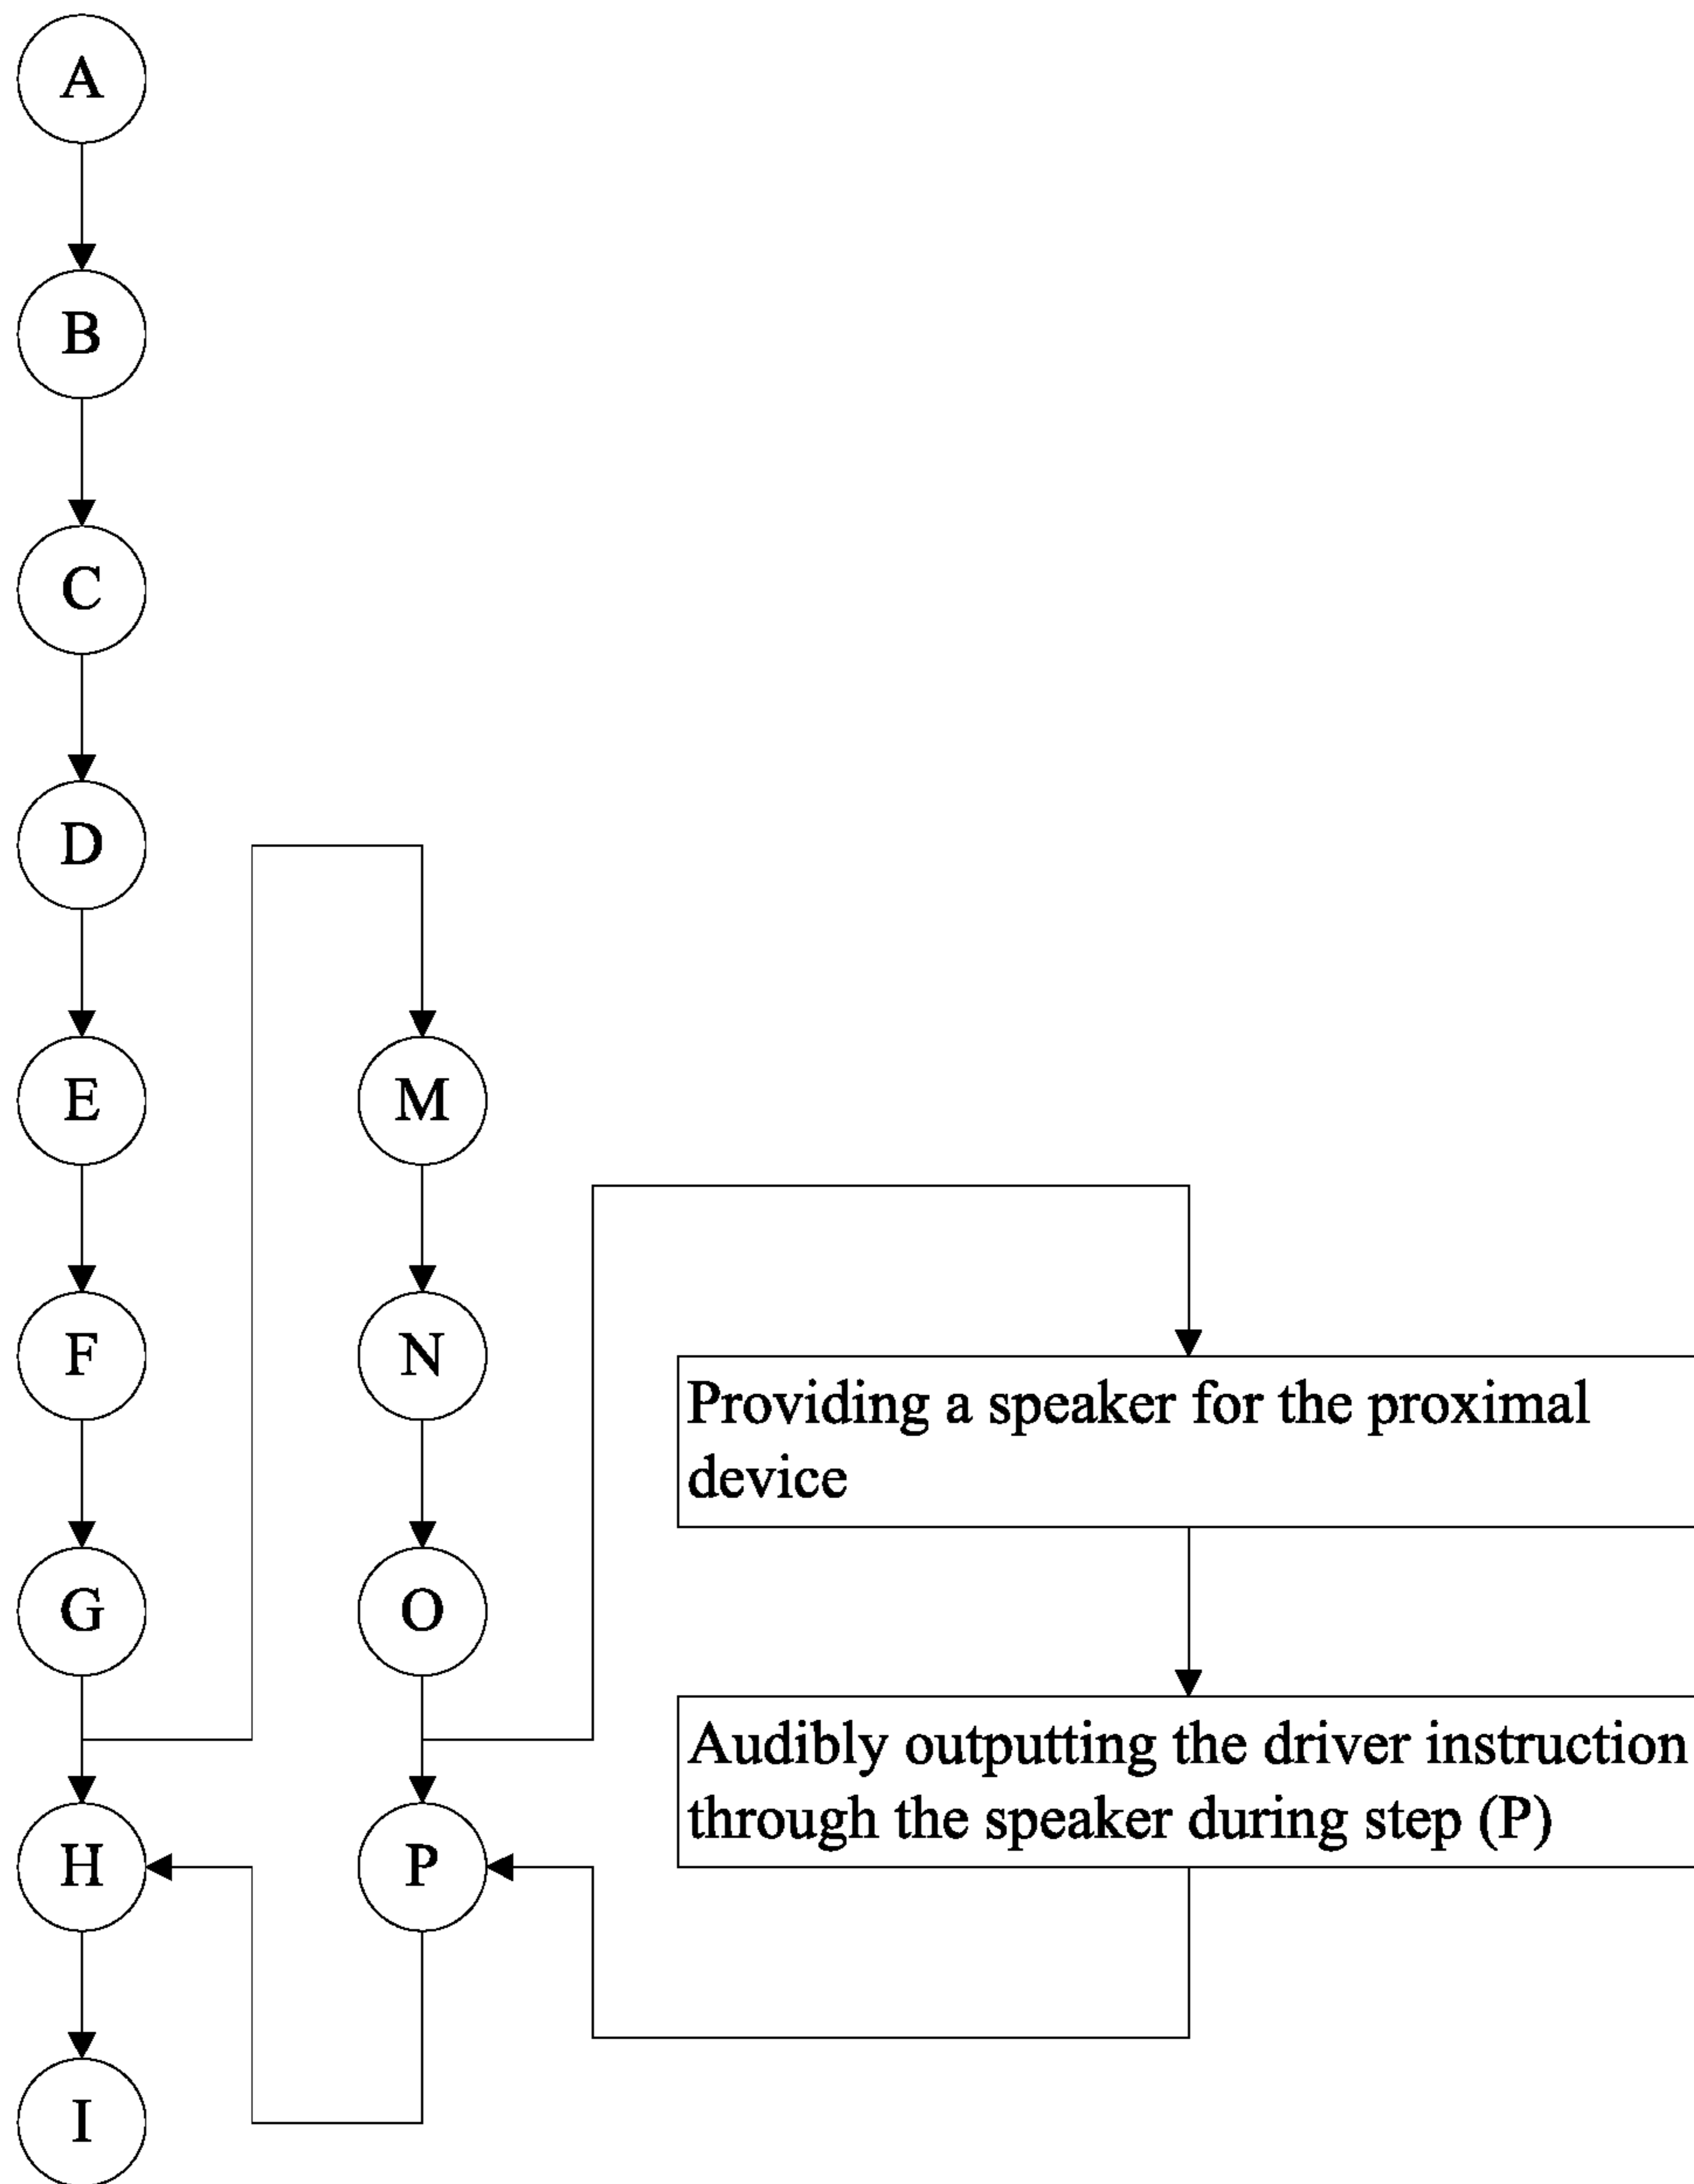 A
B
C
D
E
F
G
H
I
M
N
O
P
Providing a speaker for the proximal
device
Audibly outputting the driver instruction
through the speaker during step (P)